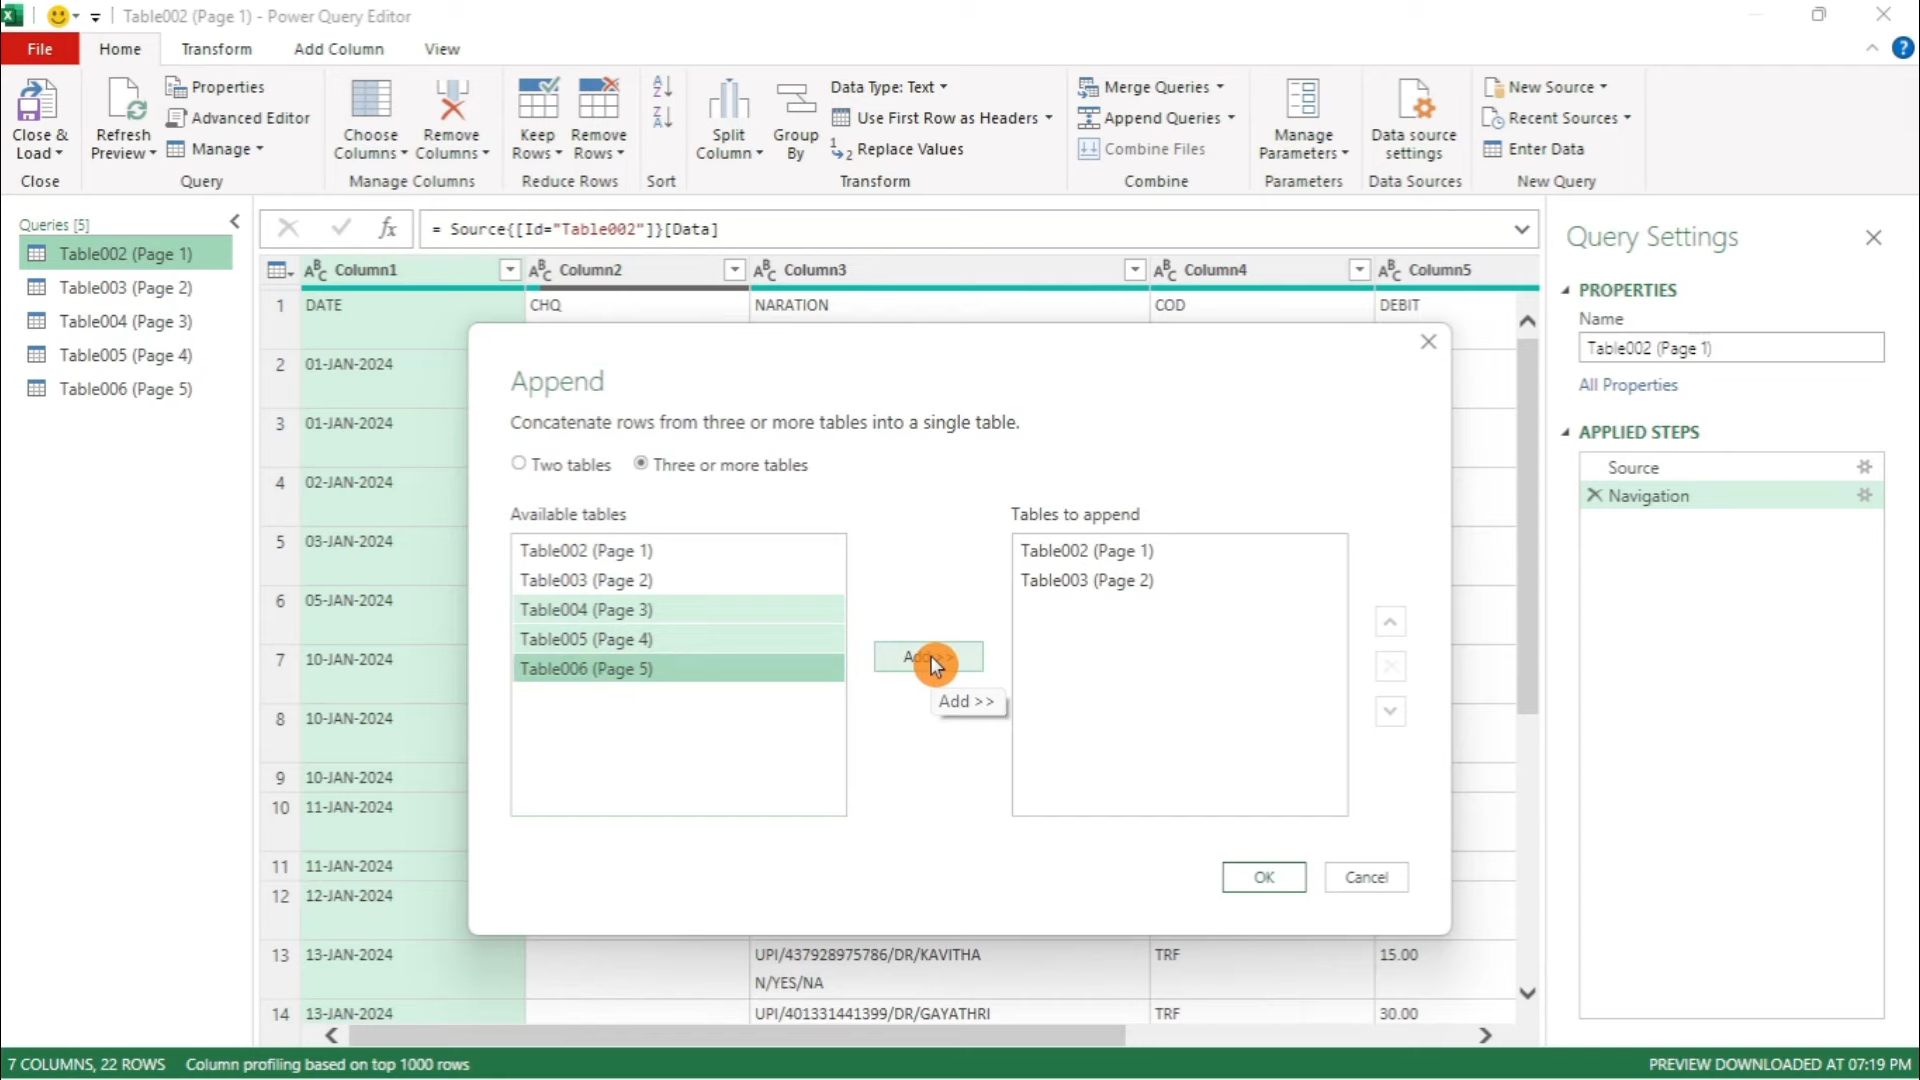 Table002 (Page 1) - Power Query Editor
File
Home
Transform
Add Column
View
Close &
Load
Close
Refresh
Preview
Properties
Advanced Editor
Manage
Query
Choose
Columns
Remove
Columns
Manage Columns
Keep
Rows
Remove
Rows
Reduce Rows
Sort
Split
Column
Group
By
Data Type: Text
Use First Row as Headers
Replace Values
Transform
Merge Queries
Append Queries
Combine Files
Combine
Manage
Parameters
Parameters
Data source
settings
Data Sources
New Source
Recent Sources
Enter Data
New Query
Queries [5]
Table002 (Page 1)
Table003 (Page 2)
Table004 (Page 3)
Table005 (Page 4)
Table006 (Page 5)
fx
= Source{[Id="Table002"]}[Data]
Column1
Column2
Column3
Column4
Column5
1 DATE CHQ NARATION COD DEBIT
2 01-JAN-2024
3 01-JAN-2024
4 02-JAN-2024
5 03-JAN-2024
6 05-JAN-2024
7 10-JAN-2024
8 10-JAN-2024
9 10-JAN-2024
10 11-JAN-2024
11 11-JAN-2024
12 12-JAN-2024
13 13-JAN-2024 UPI/437928975786/DR/KAVITHA TRF 15.00
N/YES/NA
14 13-JAN-2024 UPI/401331441399/DR/GAYATHRI TRF 30.00
Append
Concatenate rows from three or more tables into a single table.
Two tables
Three or more tables
Available tables
Table002 (Page 1)
Table003 (Page 2)
Table004 (Page 3)
Table005 (Page 4)
Table006 (Page 5)
Add >>
Tables to append
Table002 (Page 1)
Table003 (Page 2)
OK
Cancel
Query Settings
PROPERTIES
Name
Table002 (Page 1)
All Properties
APPLIED STEPS
Source
Navigation
7 COLUMNS, 22 ROWS
Column profiling based on top 1000 rows
PREVIEW DOWNLOADED AT 07:19 PM